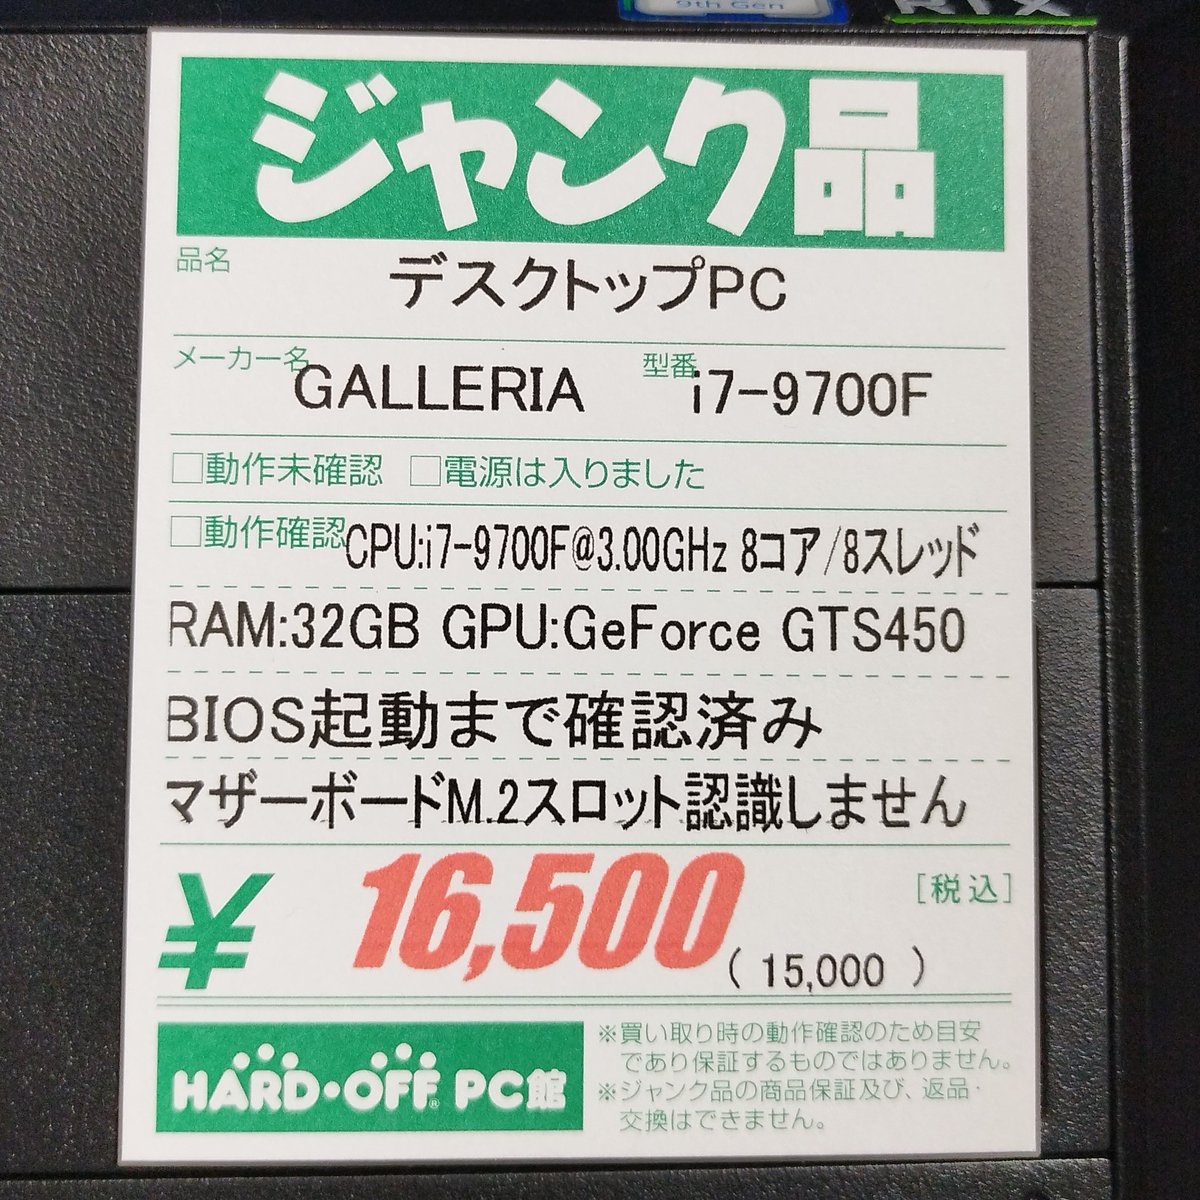 9th Gen
RTX
ジャンク品
品名 デスクトップPC
メーカー名 GALLERIA 型番 i7-9700F
□動作未確認 □電源は入りました
□動作確認 CPU:i7-9700F@3.00GHz 8コア/8スレッド
RAM:32GB GPU:GeForce GTS450
BIOS起動まで確認済み
マザーボードM.2スロット認識しません
¥ 16,500 [税込]
( 15,000 )
HARD・OFF® PC館
※買い取り時の動作確認のため目安
であり保証するものではありません。
※ジャンク品の商品保証及び、返品・
交換はできません。